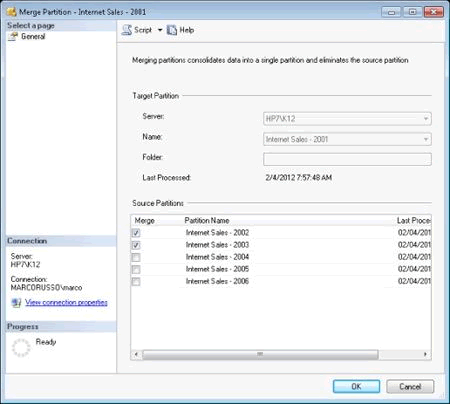 Merge Partition - Internet Sales - 2001
Select a page
General
Script
Help
Merging partitions consolidates data into a single partition and eliminates the source partition
Target Partition
Server:
HP7\K12
Name:
Internet Sales - 2001
Folder:
Last Processed:
2/4/2012 7:57:48 AM
Source Partitions
Merge Partition Name Last Proce
Internet Sales - 2002 02/04/201
Internet Sales - 2003 02/04/201
Internet Sales - 2004 02/04/201
Internet Sales - 2005 02/04/201
Internet Sales - 2006 02/04/201
Connection
Server:
HP7\K12
Connection:
MARCORUSSO\marco
View connection properties
Progress
Ready
OK
Cancel